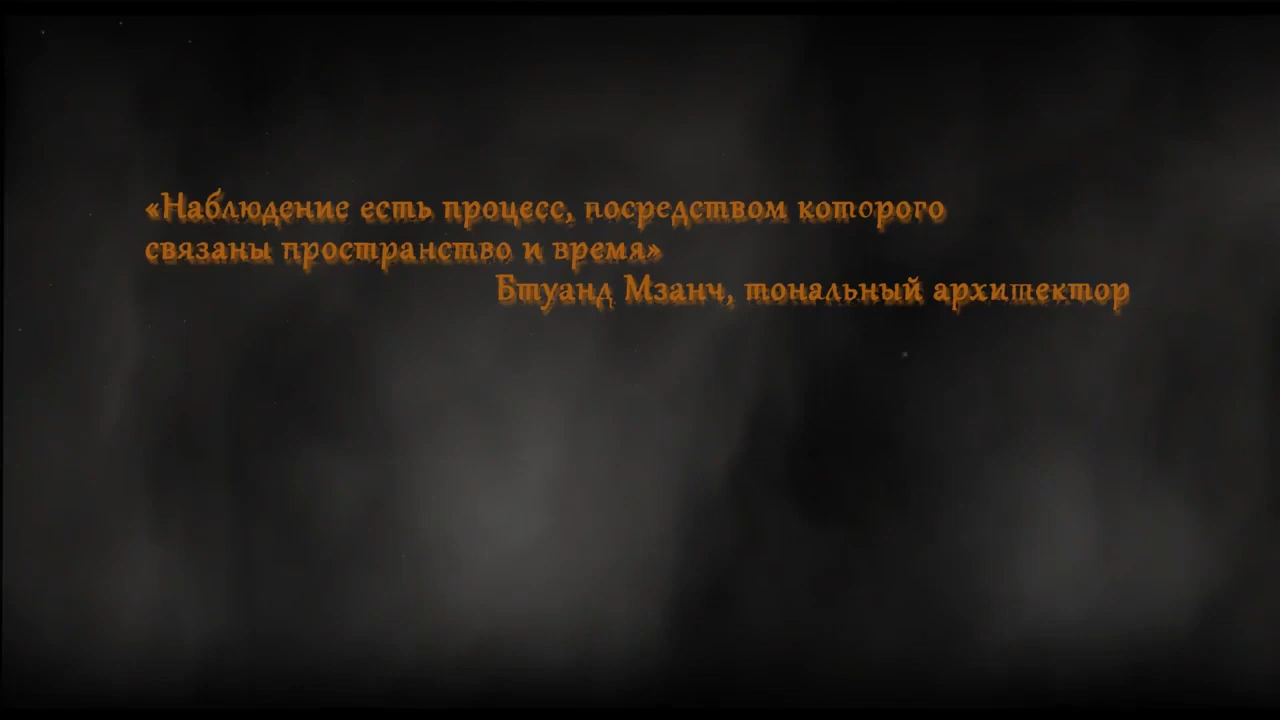 «Наблюдение есть процесс, посредством которого
связаны пространство и время»
Бтуанд Мзанч, тональный архитектор